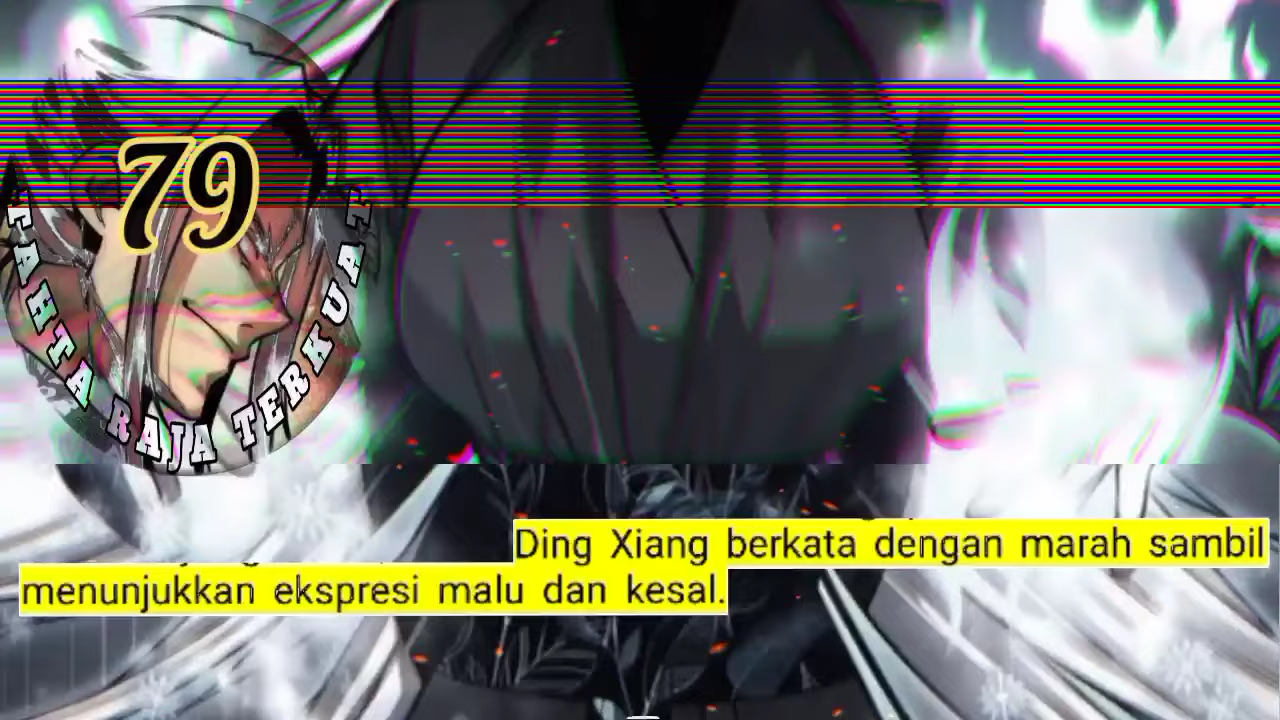 79
TAHTA RAJA TERKUAT
Ding Xiang berkata dengan marah sambil
menunjukkan ekspresi malu dan kesal.